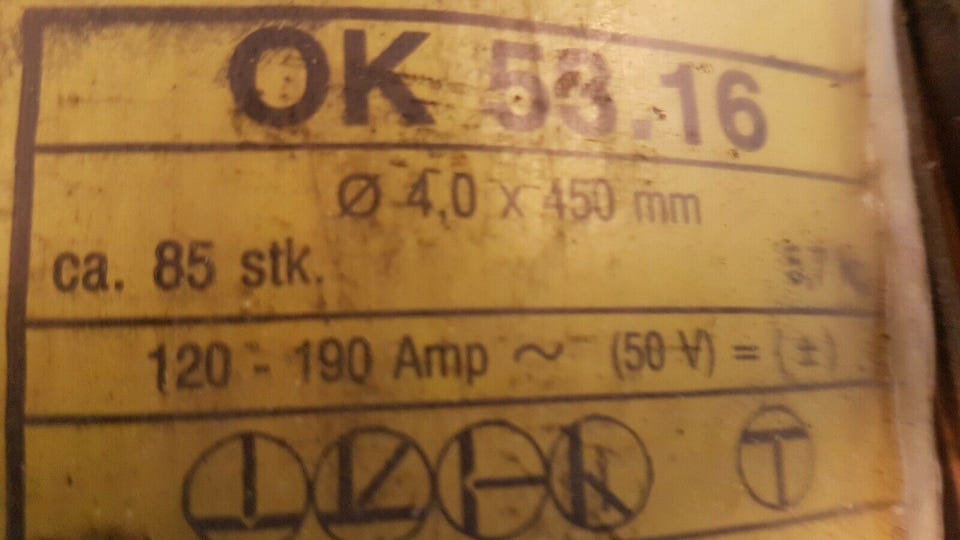 OK 53.16
Ø 4,0 x 450 mm
ca. 85 stk.
120 - 190 Amp ~ (50 V) = (±)